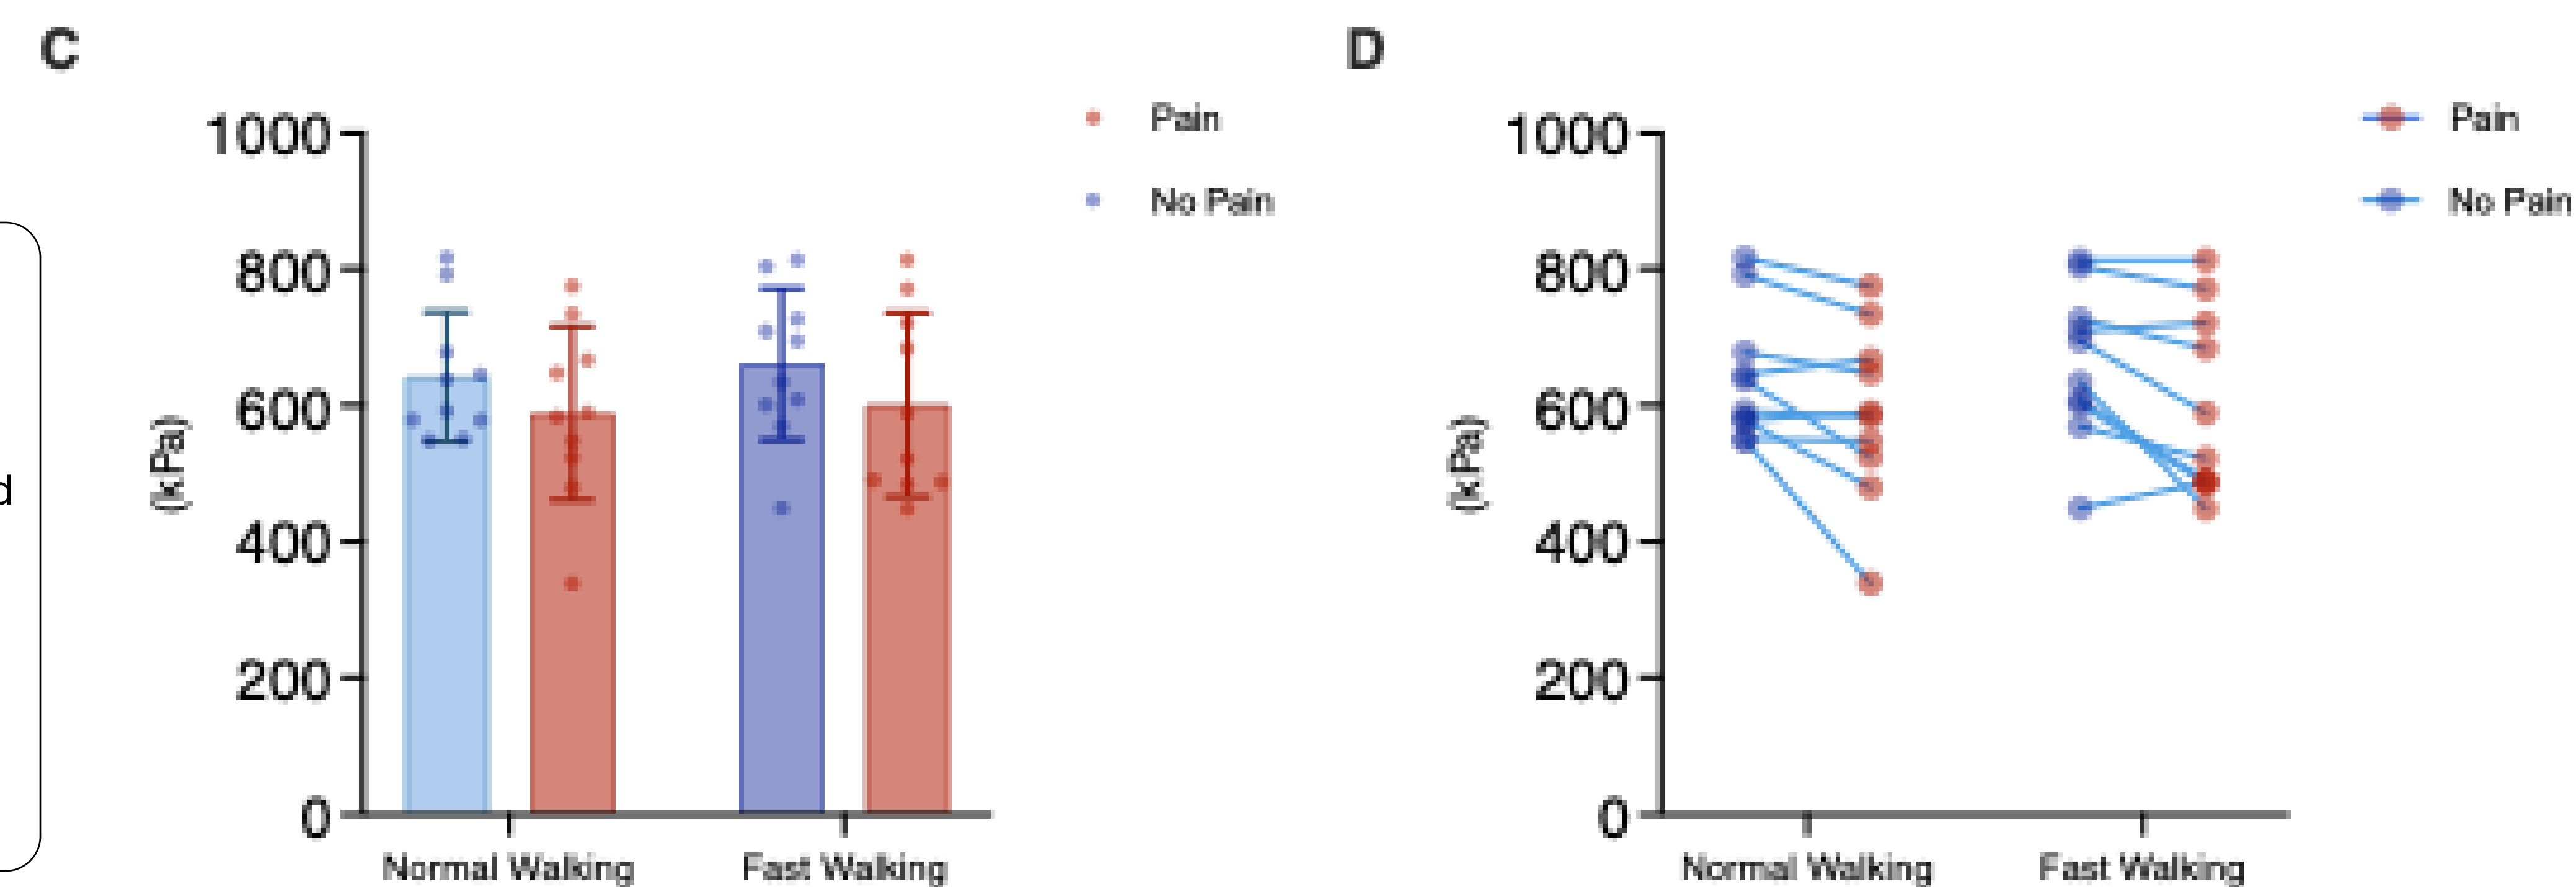 C
1000
800
600
400
200
0
(kPa)
Normal Walking
Fast Walking
Pain
No Pain
D
1000
800
600
400
200
0
(kPa)
Normal Walking
Fast Walking
Pain
No Pain
d